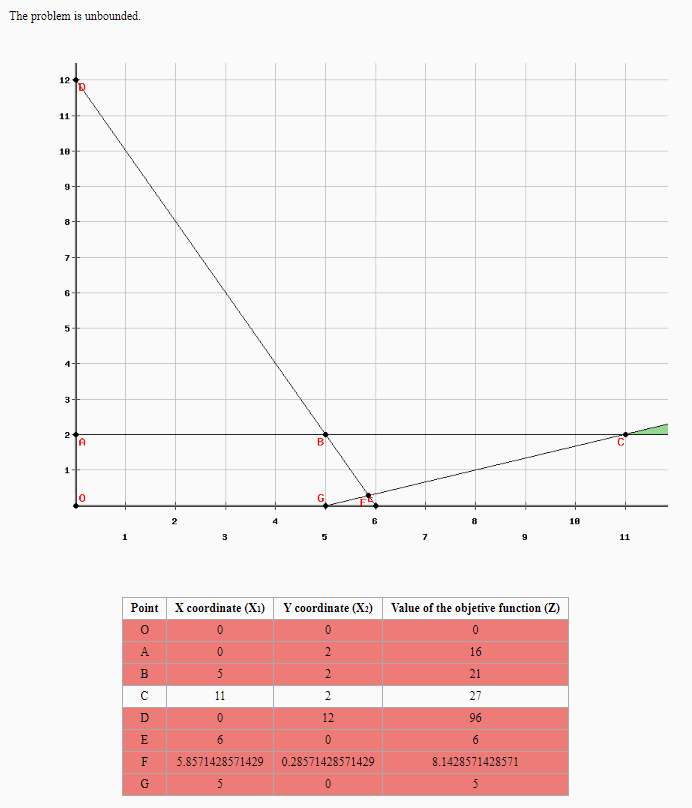 The problem is unbounded.
12
D
11
10
9
8
7
6
5
4
3
2
A
B
C
1
O
G
F
E
2
4
6
8
10
1
3
5
7
9
11
Point X coordinate (X1) Y coordinate (X2) Value of the objetive function (Z)
O 0 0 0
A 0 2 16
B 5 2 21
C 11 2 27
D 0 12 96
E 6 0 6
F 5.8571428571429 0.28571428571429 8.1428571428571
G 5 0 5